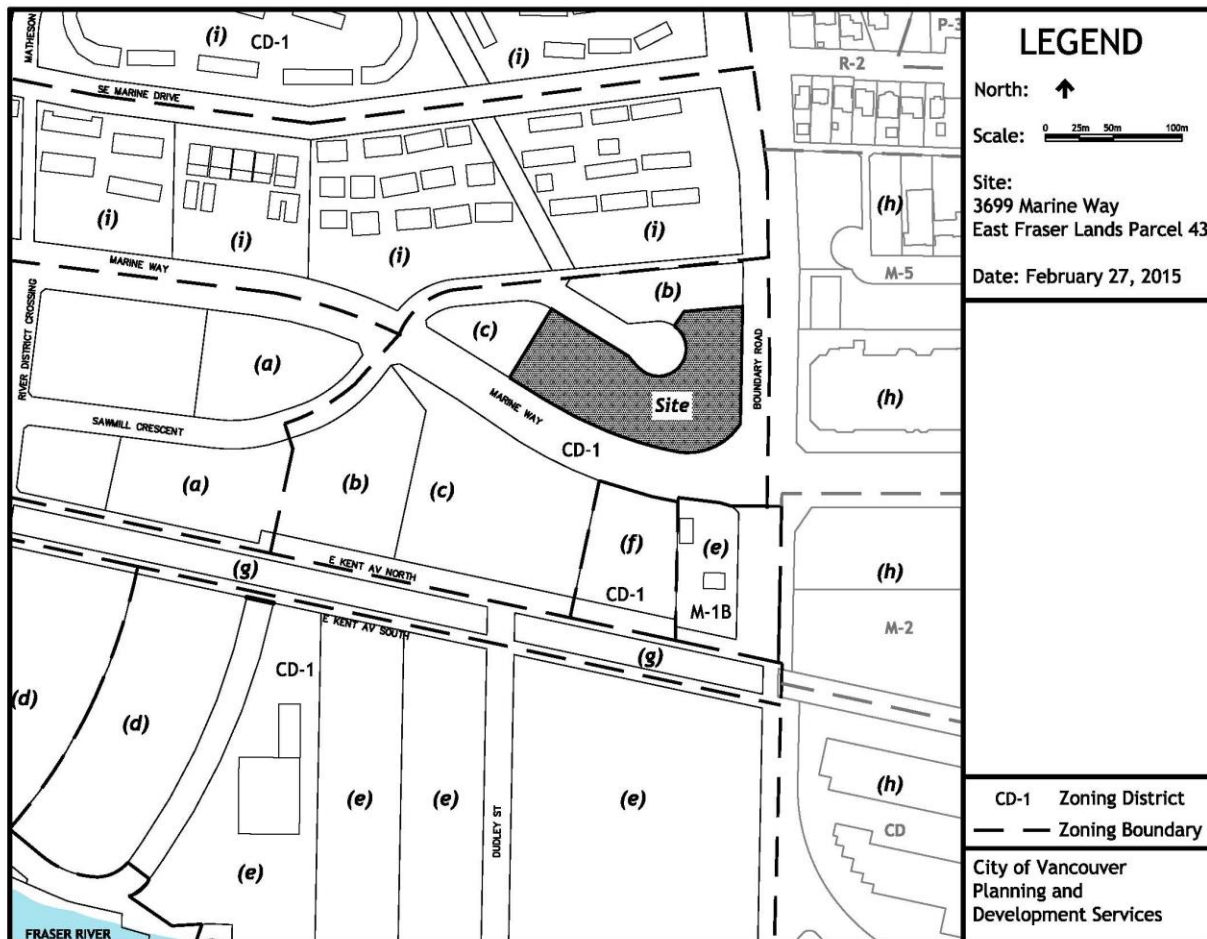 MATHESON
(i)
CD-1
(i)
P-3
R-2
SE MARINE DRIVE
(i)
(i)
(i)
(i)
(h)
M-5
MARINE WAY
(b)
(c)
RIVER DISTRICT CROSSING
(a)
BOUNDARY ROAD
(h)
MARINE WAY
Site
SAWMILL CRESCENT
CD-1
(a)
(b)
(c)
(f)
CD-1
(e)
M-1B
(h)
M-2
E KENT AV NORTH
(g)
E KENT AV SOUTH
(g)
CD-1
(d)
(d)
(e)
(e)
DUDLEY ST
(e)
(e)
(h)
CD
FRASER RIVER
LEGEND
North:
Scale: 0 25m 50m 100m
Site:
3699 Marine Way
East Fraser Lands Parcel 43
Date: February 27, 2015
CD-1 Zoning District
Zoning Boundary
City of Vancouver
Planning and
Development Services